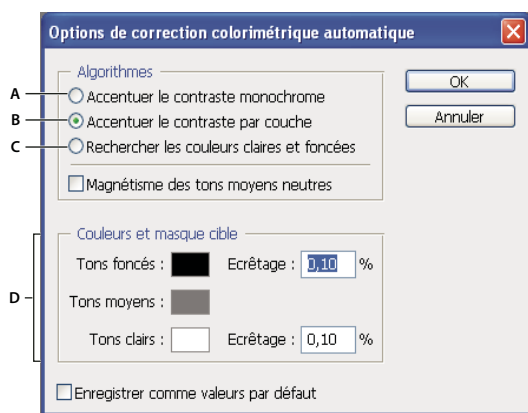 Options de correction colorimétrique automatique
Algorithmes
OK
A
Accentuer le contraste monochrome
B
Accentuer le contraste par couche
Annuler
C
Rechercher les couleurs claires et foncées
Magnétisme des tons moyens neutres
Couleurs et masque cible
Tons foncés : Ecrêtage : 0,10 %
D
Tons moyens :
Tons clairs : Ecrêtage : 0,10 %
Enregistrer comme valeurs par défaut